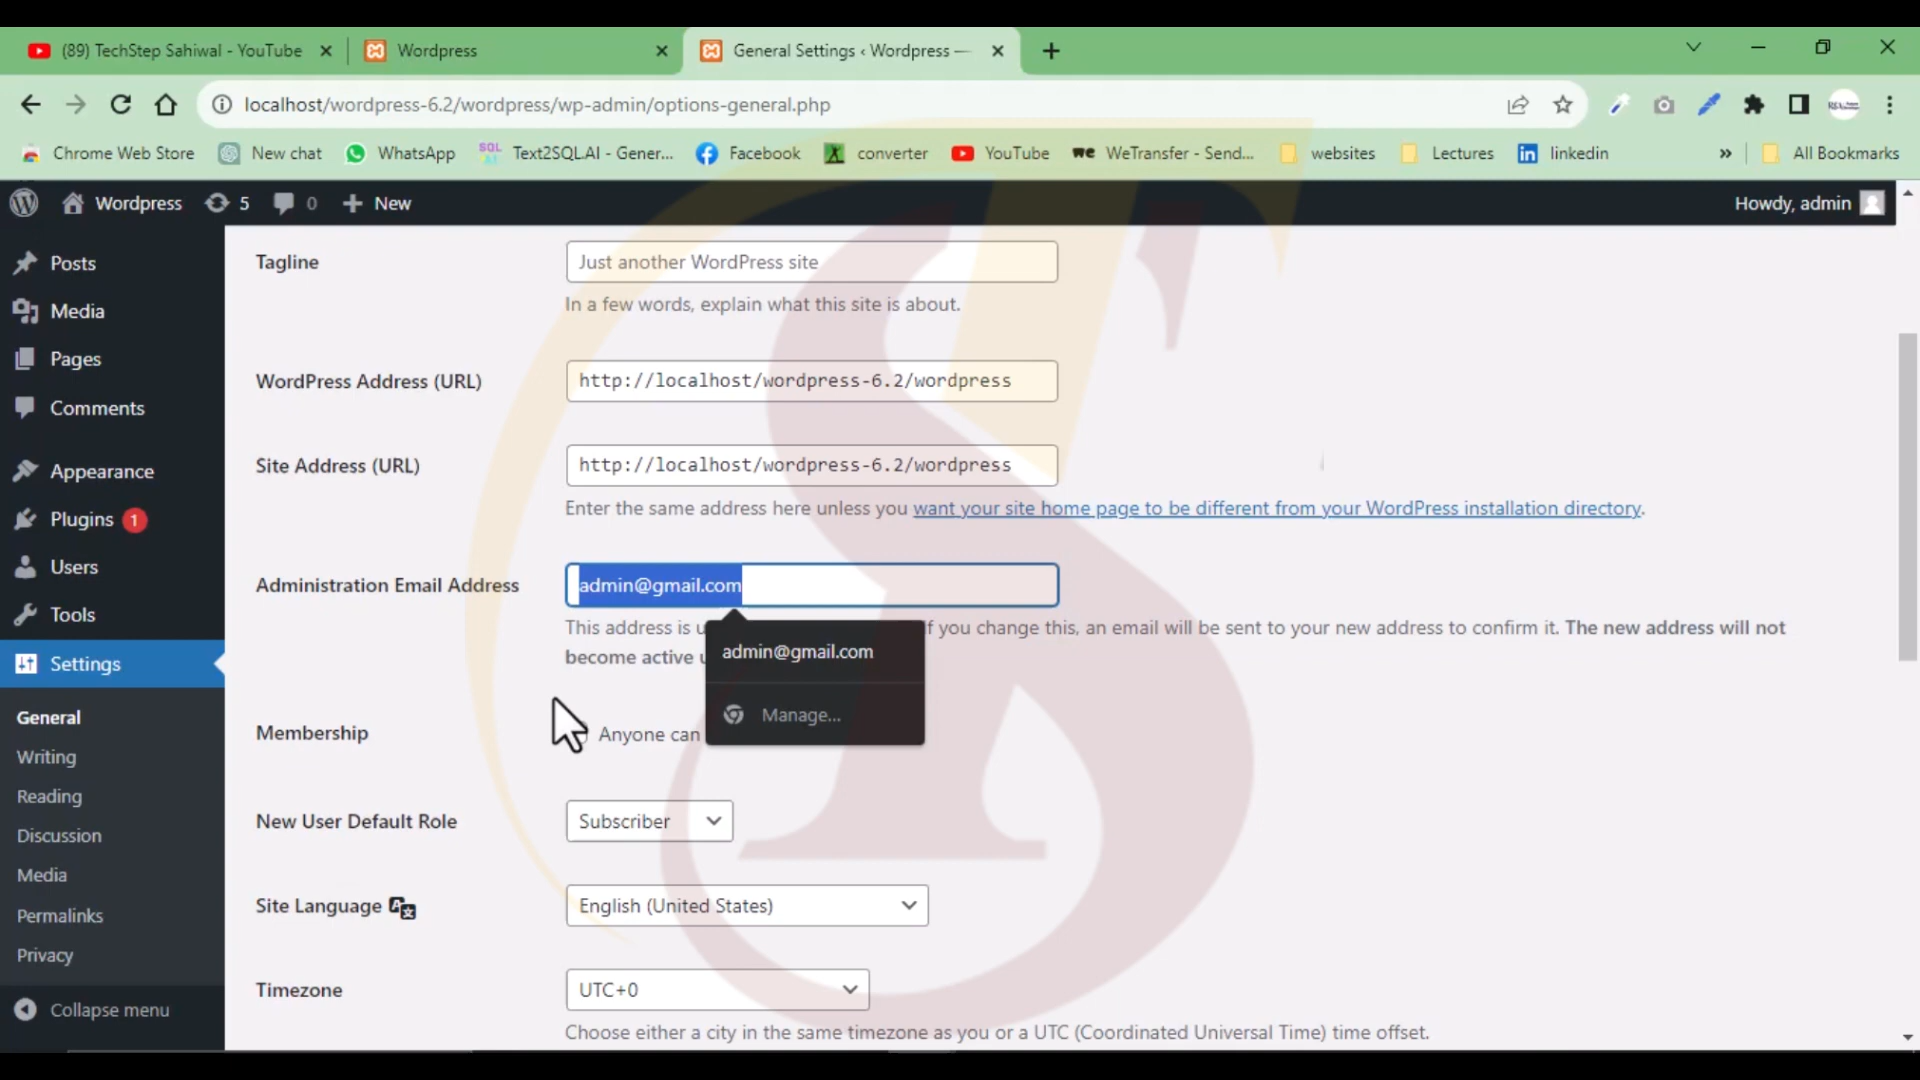 (89) TechStep Sahiwal - YouTube
Wordpress
General Settings ‹ Wordpress —
localhost/wordpress-6.2/wordpress/wp-admin/options-general.php
Chrome Web Store
New chat
WhatsApp
Text2SQL.AI - Gener...
Facebook
converter
YouTube
WeTransfer - Send...
websites
Lectures
linkedin
»
All Bookmarks
Wordpress
5
0
New
Howdy, admin
Posts
Media
Pages
Comments
Appearance
Plugins 1
Users
Tools
Settings
General
Writing
Reading
Discussion
Media
Permalinks
Privacy
Collapse menu
Tagline
Just another WordPress site
In a few words, explain what this site is about.
WordPress Address (URL)
http://localhost/wordpress-6.2/wordpress
Site Address (URL)
http://localhost/wordpress-6.2/wordpress
Enter the same address here unless you want your site home page to be different from your WordPress installation directory.
Administration Email Address
admin@gmail.com
This address is f you change this, an email will be sent to your new address to confirm it. The new address will not
become active
admin@gmail.com
Manage...
Membership
Anyone can
New User Default Role
Subscriber
Site Language
English (United States)
Timezone
UTC+0
Choose either a city in the same timezone as you or a UTC (Coordinated Universal Time) time offset.